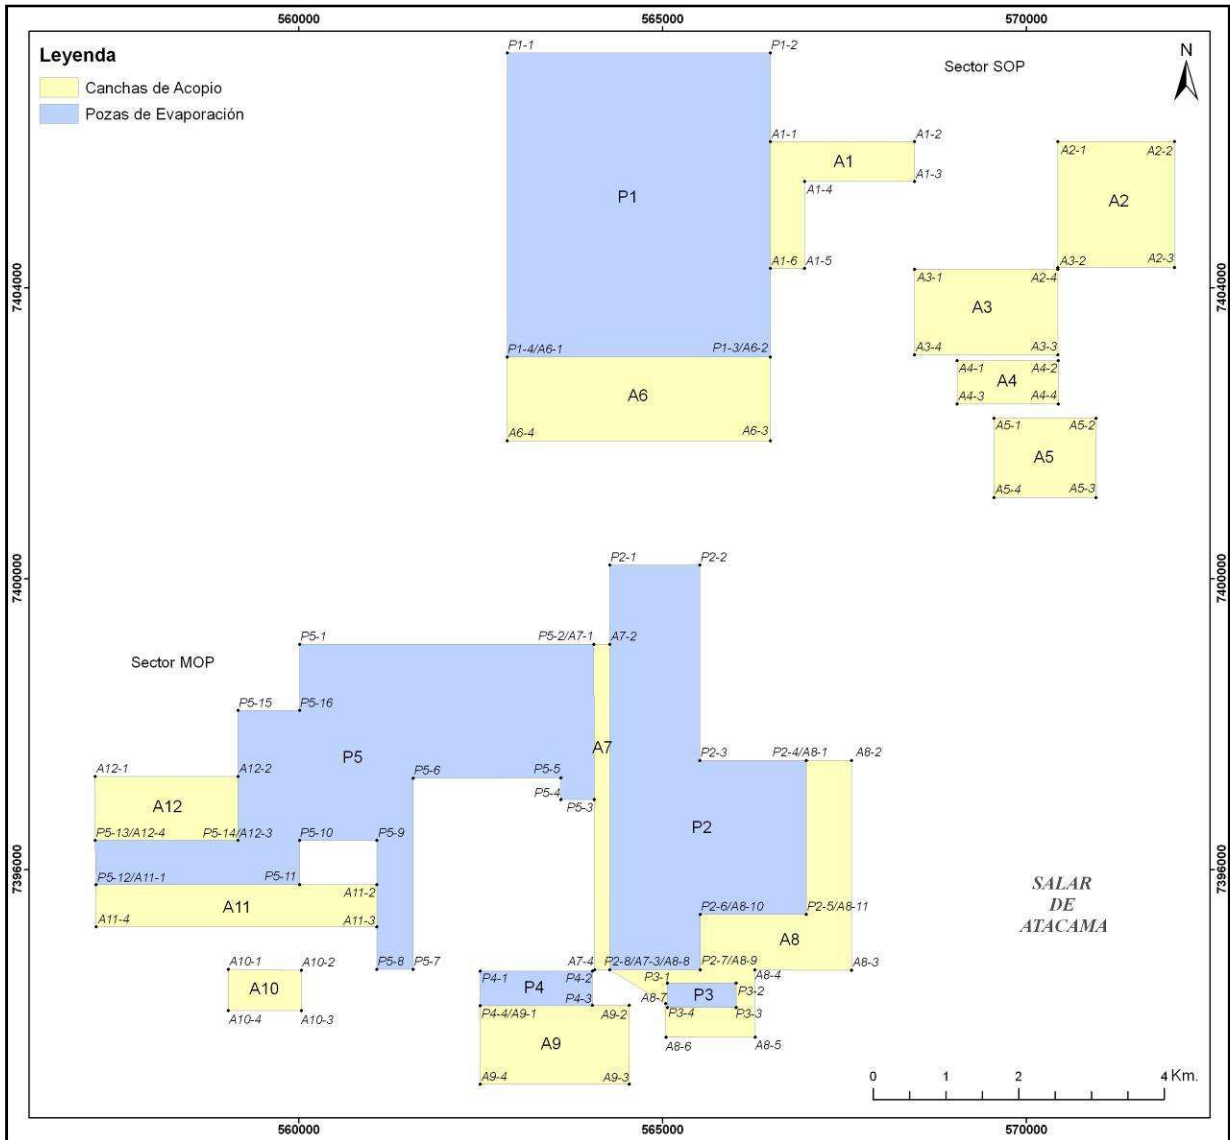 560000 565000 570000
Leyenda
Canchas de Acopio
Pozas de Evaporación
P1-1 P1-2
Sector SOP
N
A1-1 A1-2
A2-1 A2-2
A1
A1-4 A1-3
P1
A2
A1-6 A1-5
A3-1 A3-2 A2-3
A2-4
7404000 7404000
A3
P1-4/A6-1 P1-3/A6-2
A3-4 A3-3
A4-1 A4-2
A4
A6
A4-3 A4-4
A5-1 A5-2
A6-4 A6-3
A5
A5-4 A5-3
P2-1 P2-2
7400000 7400000
P5-1 P5-2/A7-1 A7-2
Sector MOP
P5-15 P5-16
A7
P5
P2-3 P2-4/A8-1 A8-2
A12-1 A12-2
P5-6 P5-5
P5-4
P5-3
A12
P2
P5-13/A12-4 P5-14/A12-3 P5-10 P5-9
7396000 7396000
P5-12/A11-1 P5-11
A11-2
SALAR
DE
ATACAMA
A11
P2-6/A8-10 P2-5/A8-11
A11-4 A11-3
A8
A10-1 A10-2 P5-8 P5-7
A7-4 P2-8/A7-3/A8-8 P2-7/A8-9
A8-4 A8-3
P4-1 P4-2 P3-1
P3-2
A10
P4
P3
P4-3 A8-7
A10-4 A10-3
P4-4/A9-1 A9-2 P3-4 P3-3
A9
A8-6 A8-5
A9-4 A9-3
0 1 2 4 Km.
560000 565000 570000